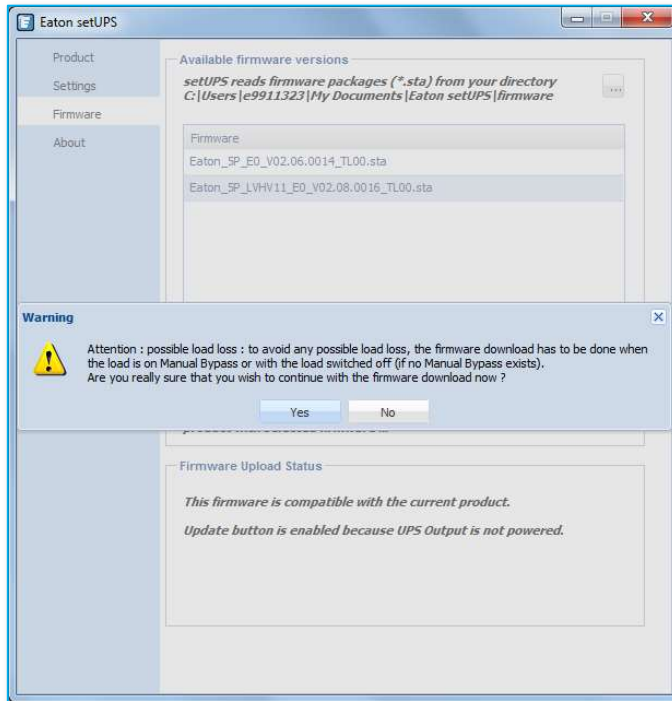 Eaton setUPS
Product
Settings
Firmware
About
Available firmware versions
setUPS reads firmware packages (*.sta) from your directory
C:|Users|e9911323|My Documents|Eaton setUPS|firmware
...
Firmware
Eaton_5P_E0_V02.06.0014_TL00.sta
Eaton_5P_LVHV11_E0_V02.08.0016_TL00.sta
Warning
Attention : possible load loss : to avoid any possible load loss, the firmware download has to be done when
the load is on Manual Bypass or with the load switched off (if no Manual Bypass exists).
Are you really sure that you wish to continue with the firmware download now ?
Yes
No
Firmware Upload Status
This firmware is compatible with the current product.
Update button is enabled because UPS Output is not powered.